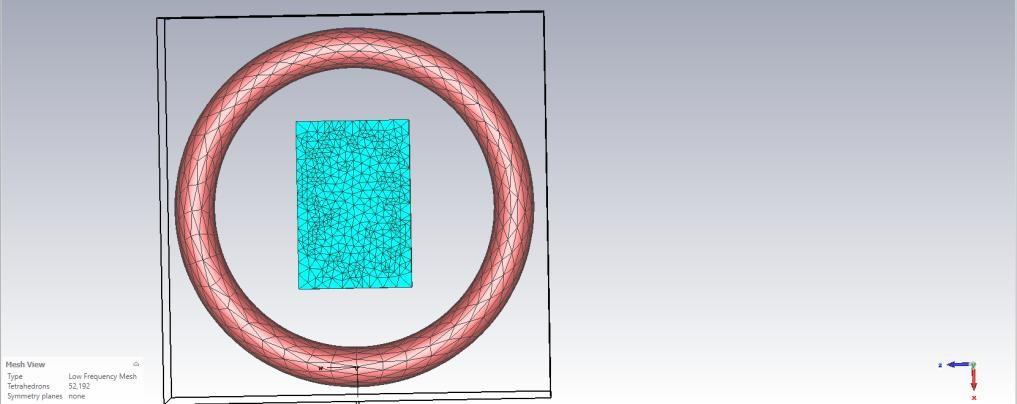 Mesh View
Type Low Frequency Mesh
Tetrahedrons 52,192
Symmetry planes none
z
x